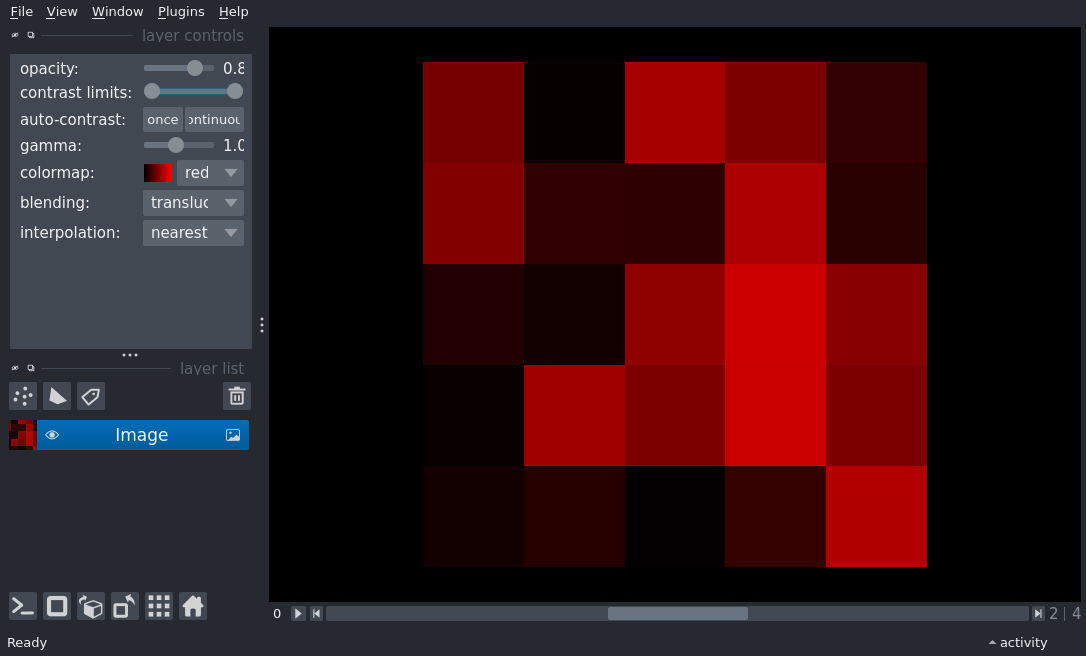 File View Window Plugins Help
layer controls
opacity: 0.8
contrast limits:
auto-contrast: once ontinuou
gamma: 1.0
colormap: red
blending: transluc
interpolation: nearest
layer list
Image
0 2 | 4
Ready activity